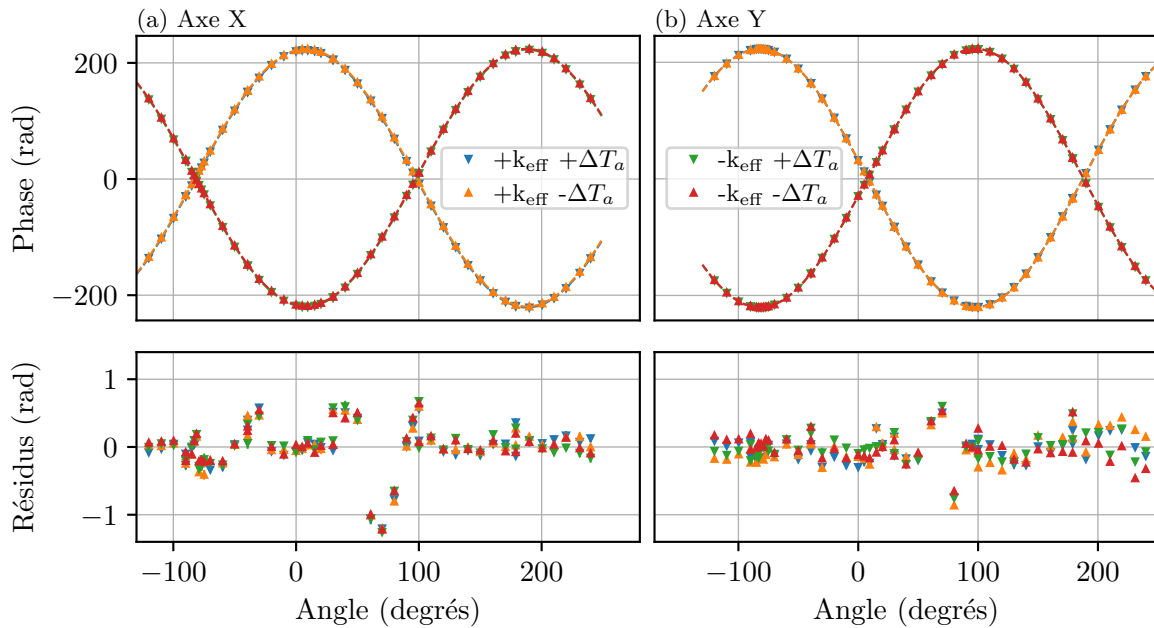 (a) Axe X
(b) Axe Y
Phase (rad)
200
0
−200
+k_eff +ΔT_a
+k_eff -ΔT_a
-k_eff +ΔT_a
-k_eff -ΔT_a
Résidus (rad)
1
0
−1
−100 0 100 200
−100 0 100 200
Angle (degrés)
Angle (degrés)